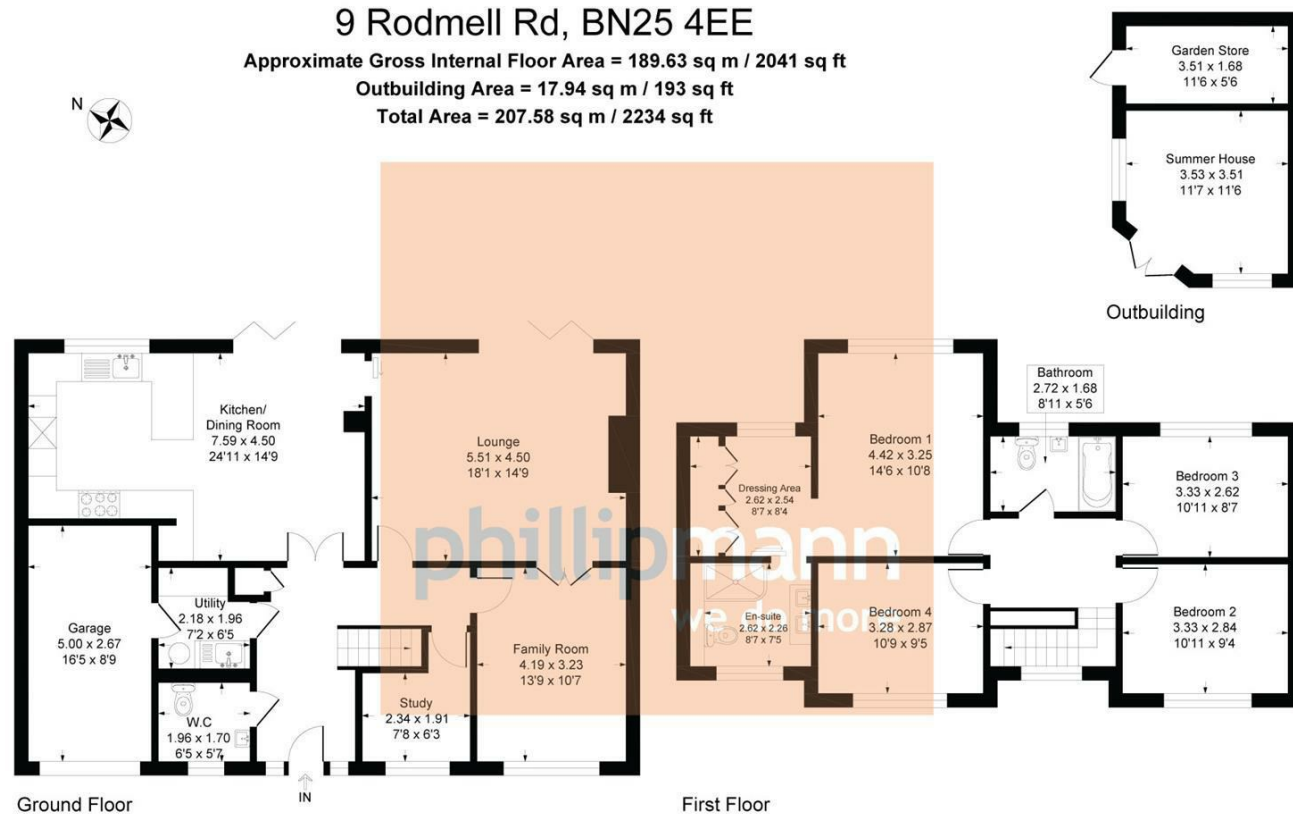 9 Rodmell Rd, BN25 4EE
Approximate Gross Internal Floor Area = 189.63 sq m / 2041 sq ft
Outbuilding Area = 17.94 sq m / 193 sq ft
Total Area = 207.58 sq m / 2234 sq ft
N
Garden Store
3.51 x 1.68
11'6 x 5'6
Summer House
3.53 x 3.51
11'7 x 11'6
Outbuilding
Kitchen/
Dining Room
7.59 x 4.50
24'11 x 14'9
Lounge
5.51 x 4.50
18'1 x 14'9
Garage
5.00 x 2.67
16'5 x 8'9
Utility
2.18 x 1.96
7'2 x 6'5
W.C
1.96 x 1.70
6'5 x 5'7
Study
2.34 x 1.91
7'8 x 6'3
Family Room
4.19 x 3.23
13'9 x 10'7
IN
Ground Floor
Bedroom 1
4.42 x 3.25
14'6 x 10'8
Dressing Area
2.62 x 2.54
8'7 x 8'4
Bathroom
2.72 x 1.68
8'11 x 5'6
Bedroom 3
3.33 x 2.62
10'11 x 8'7
En-suite
2.62 x 2.26
8'7 x 7'5
Bedroom 4
3.28 x 2.87
10'9 x 9'5
Bedroom 2
3.33 x 2.84
10'11 x 9'4
First Floor
phillipmann
we do more